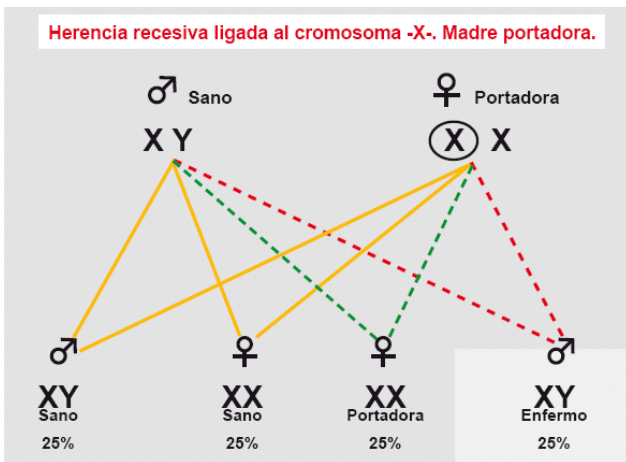 Herencia recesiva ligada al cromosoma -X-. Madre portadora.
♂ Sano
♀ Portadora
X Y
X X
♂ ♀ ♀ ♂
XY XX XX XY
Sano Sano Portadora Enfermo
25% 25% 25% 25%